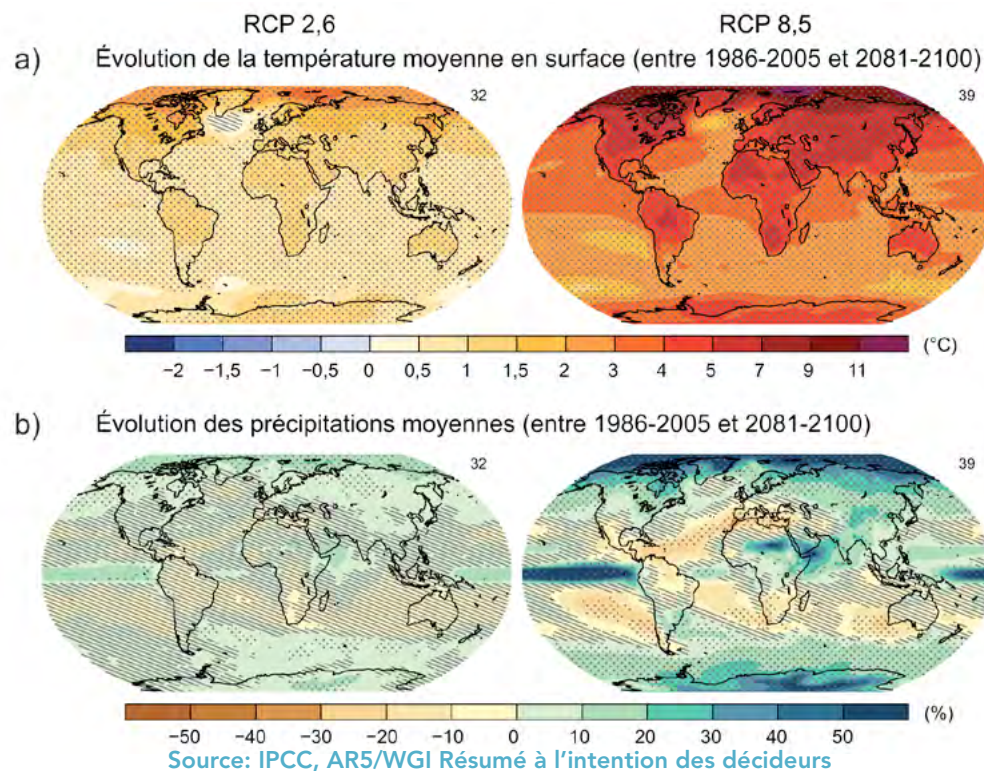 RCP 2,6 RCP 8,5
a) Évolution de la température moyenne en surface (entre 1986-2005 et 2081-2100)
32 39
(°C)
−2 −1,5 −1 −0,5 0 0,5 1 1,5 2 3 4 5 7 9 11
b) Évolution des précipitations moyennes (entre 1986-2005 et 2081-2100)
32 39
(%)
−50 −40 −30 −20 −10 0 10 20 30 40 50
Source: IPCC, AR5/WGI Résumé à l'intention des décideurs